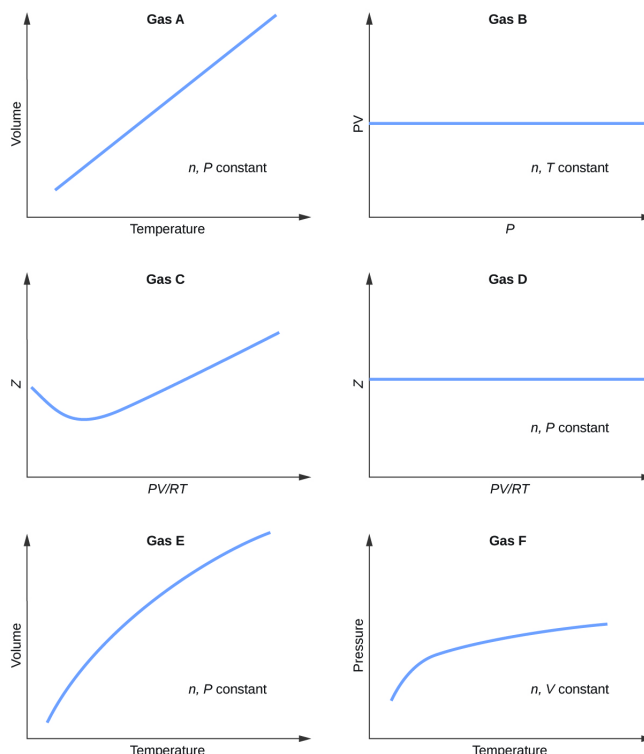 Gas A
Volume
n, P constant
Temperature
Gas B
PV
n, T constant
P
Gas C
Z
PV/RT
Gas D
Z
n, P constant
PV/RT
Gas E
Volume
n, P constant
Temperature
Gas F
Pressure
n, V constant
Temperature